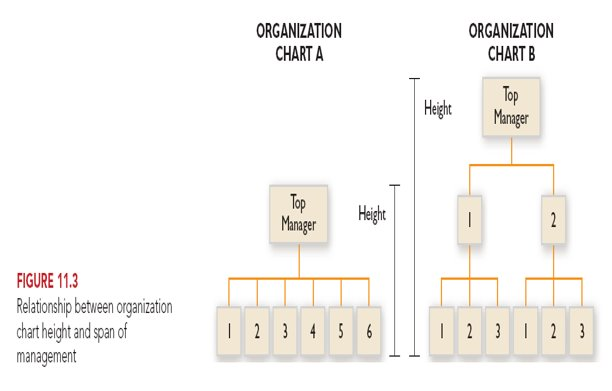 ORGANIZATION
CHART A
ORGANIZATION
CHART B
Height
Top
Manager
Top
Manager
Height
1 2
FIGURE 11.3
Relationship between organization
chart height and span of
management
1 2 3 4 5 6
1 2 3 1 2 3